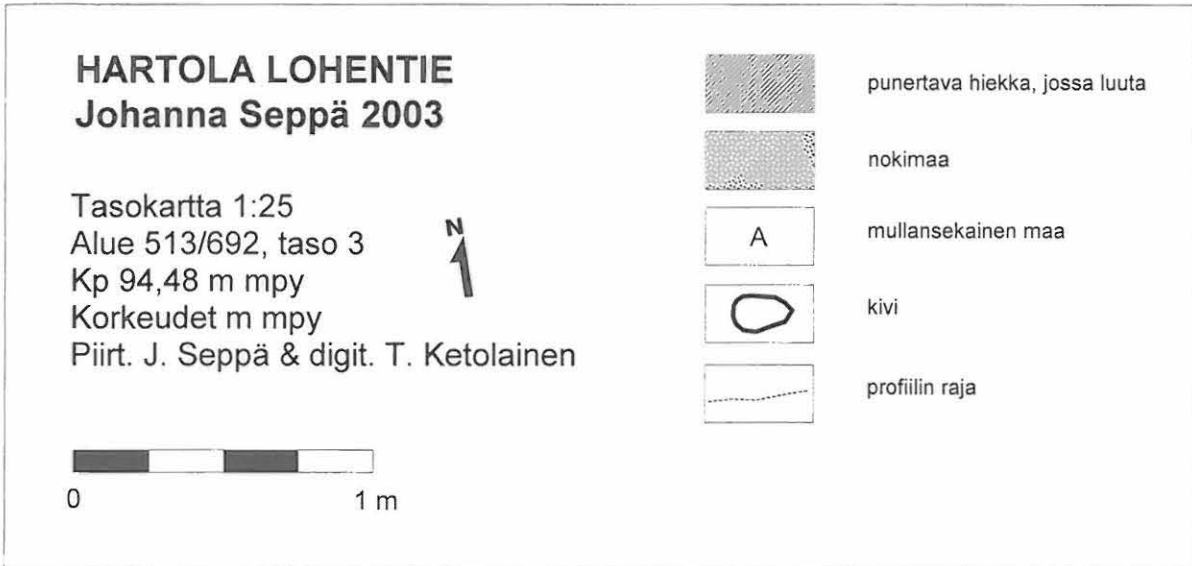 HARTOLA LOHENTIE
Johanna Seppä 2003
Tasokartta 1:25
Alue 513/692, taso 3
Kp 94,48 m mpy
Korkeudet m mpy
Piirt. J. Seppä & digit. T. Ketolainen
N
0 1 m
punertava hiekka, jossa luuta
nokimaa
A mullansekainen maa
kivi
profiilin raja